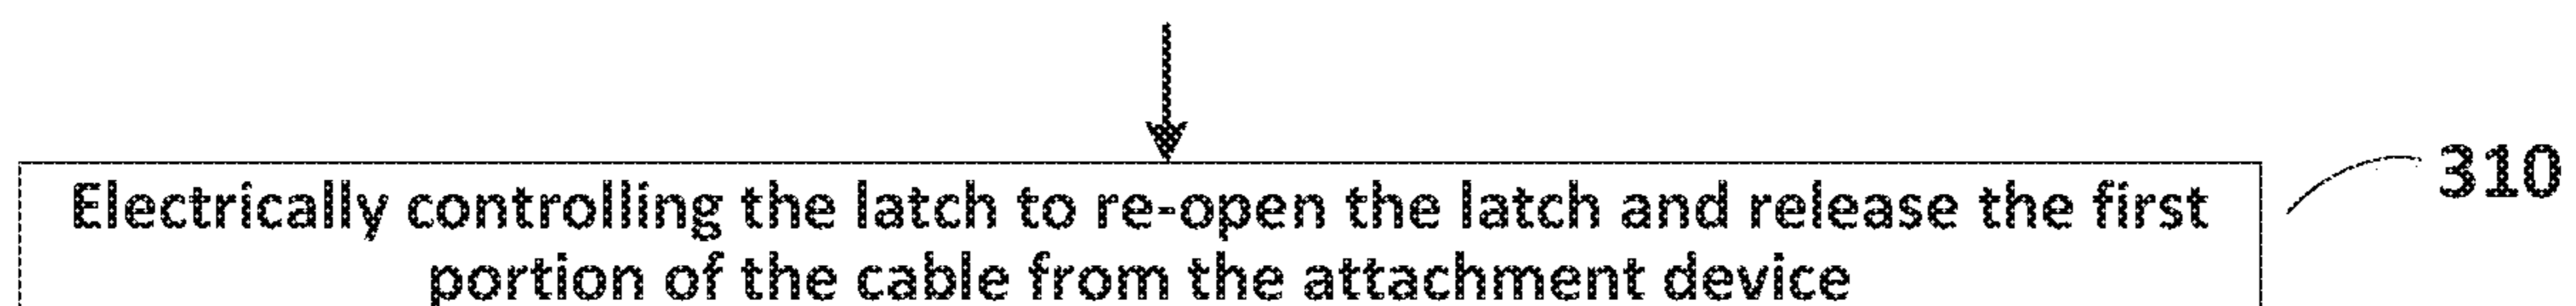 310
Electrically controlling the latch to re-open the latch and release the first
portion of the cable from the attachment device